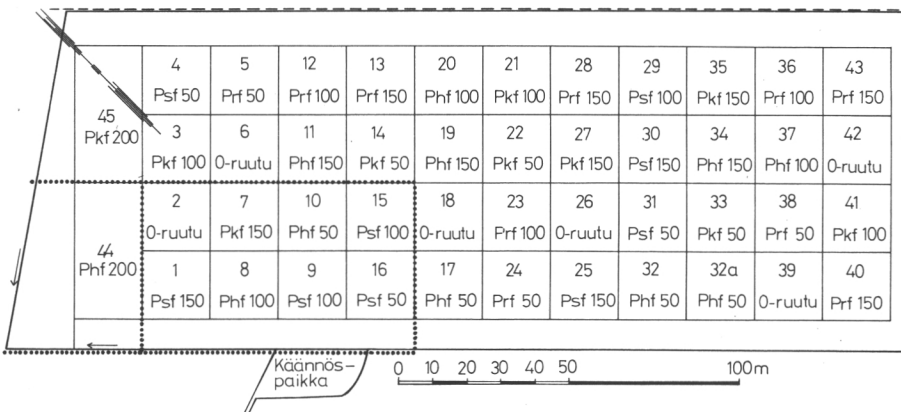 4 5 12 13 20 21 28 29 35 36 43
Psf 50 Prf 50 Prf 100 Prf 150 Phf 100 Pkf 100 Prf 150 Psf 100 Pkf 150 Prf 100 Prf 150
45
Pkf 200
3 6 11 14 19 22 27 30 34 37 42
Pkf 100 0-ruutu Phf 150 Pkf 50 Phf 150 Pkf 50 Pkf 150 Psf 150 Phf 150 Phf 100 0-ruutu
2 7 10 15 18 23 26 31 33 38 41
0-ruutu Pkf 150 Phf 50 Psf 100 0-ruutu Prf 100 0-ruutu Psf 50 Pkf 50 Prf 50 Pkf 100
44
Phf 200
1 8 9 16 17 24 25 32 32a 39 40
Psf 150 Phf 100 Psf 100 Psf 50 Phf 50 Prf 50 Psf 150 Phf 50 Phf 50 0-ruutu Prf 150
Käännös-
paikka
0 10 20 30 40 50 100m